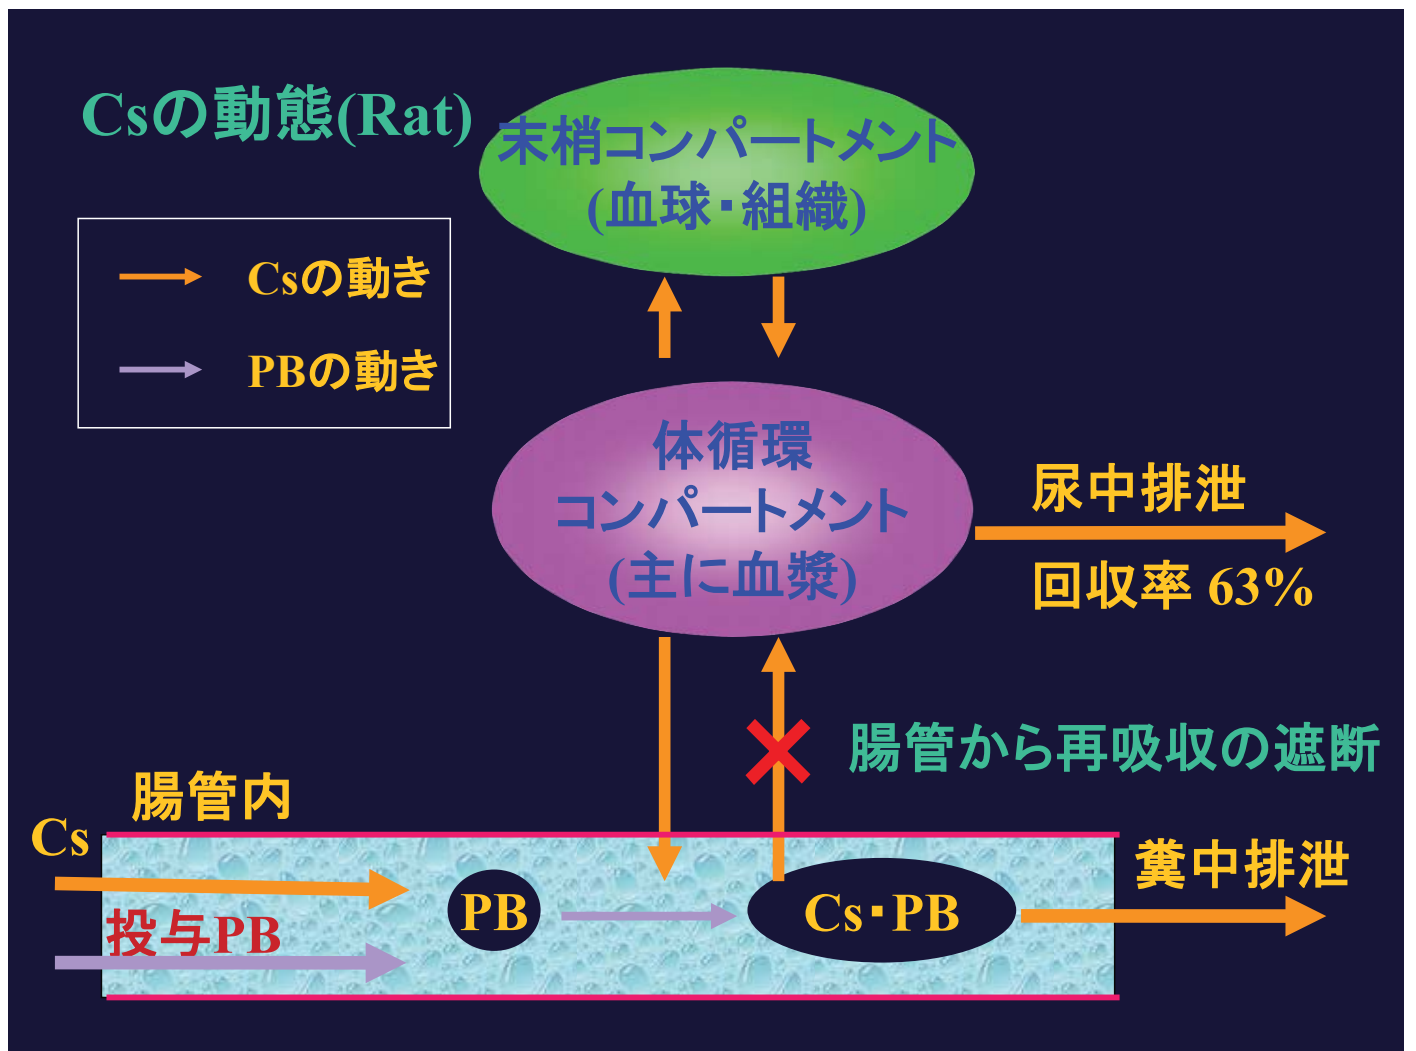 Csの動態(Rat)
末梢コンパートメント
(血球・組織)
Csの動き
PBの動き
体循環
コンパートメント
(主に血漿)
尿中排泄
回収率 63%
腸管から再吸収の遮断
腸管内
Cs
投与PB
PB
Cs・PB
糞中排泄